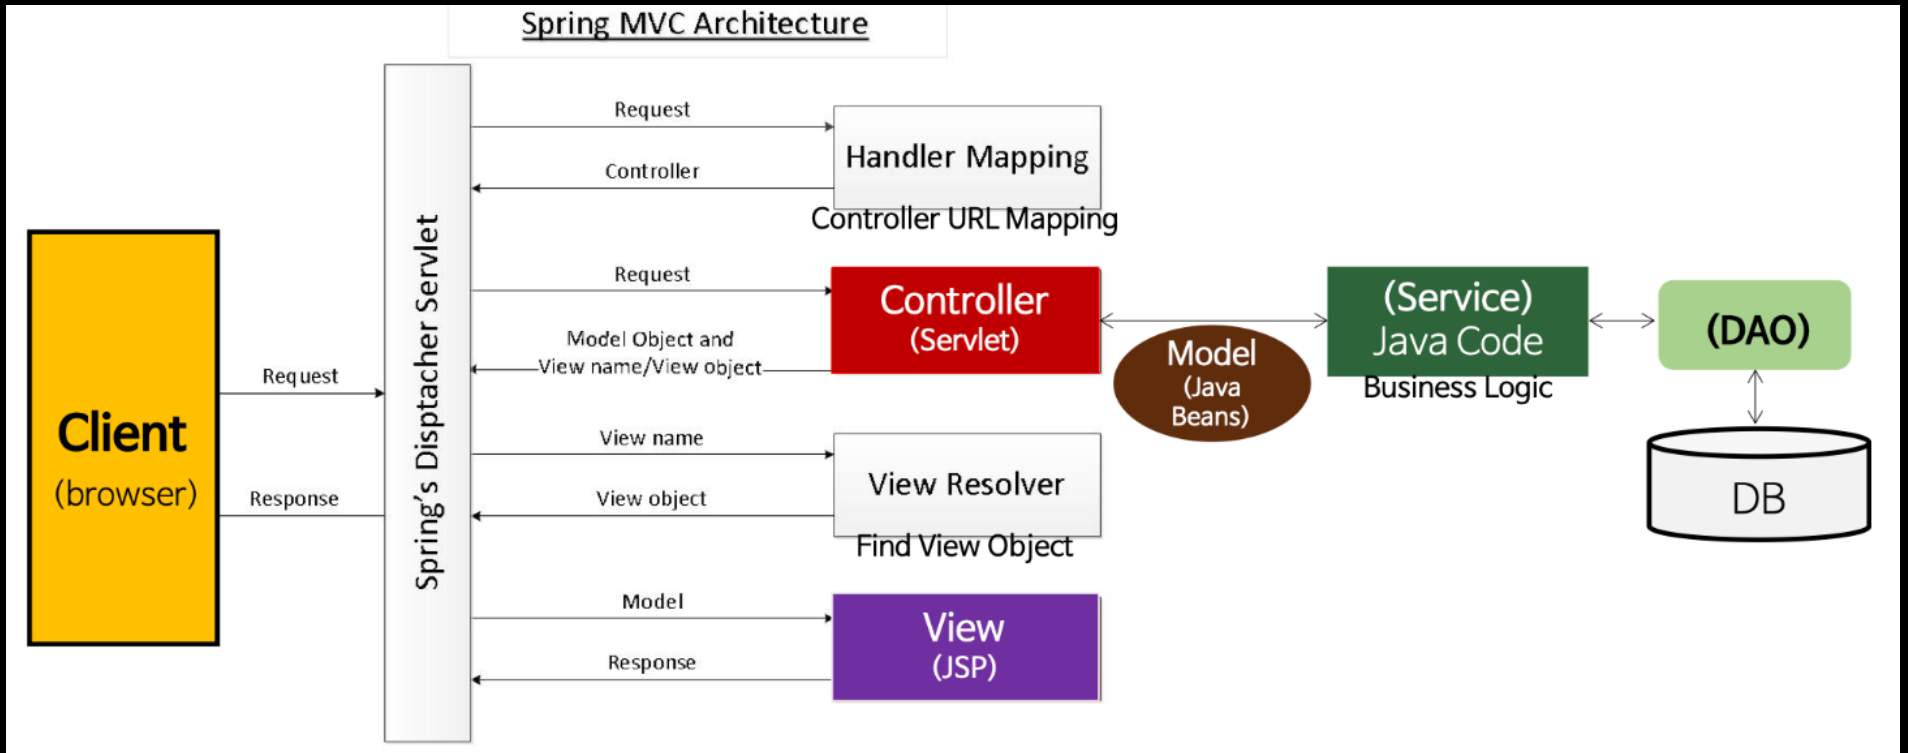 Spring MVC Architecture
Request
Handler Mapping
Controller
Controller URL Mapping
Spring's Disptacher Servlet
Client
(browser)
Request
Response
Request
Controller
(Servlet)
Model Object and
View name/View object
Model
(Java
Beans)
(Service)
Java Code
Business Logic
(DAO)
DB
View name
View Resolver
View object
Find View Object
Model
View
(JSP)
Response